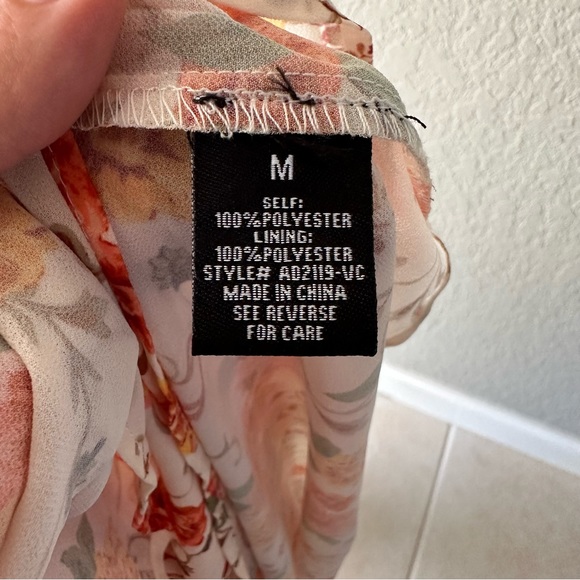 M
SELF:
100%POLYESTER
LINING:
100%POLYESTER
STYLE# AD2119-VC
MADE IN CHINA
SEE REVERSE
FOR CARE